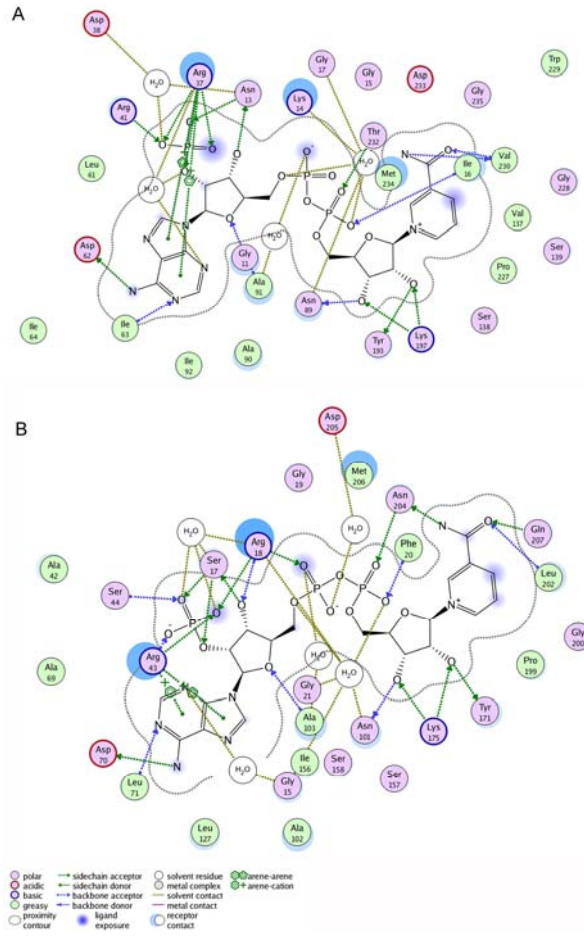 A
Asp 38
Arg 37
Gly 17
Gly 15
Asp 233
Trp 229
H₂O
Asn 13
Lys 14
Gly 235
Arg 41
Thr 232
H₂O
Met 234
Ile 16
Val 230
Leu 61
Gly 228
H₂O
Val 137
H₂O
Ser 139
Asp 62
Gly 11
Ala 91
Pro 227
Asn 89
Ile 63
Ser 138
Ile 64
Tyr 193
Lys 197
Ile 92
Ala 90
B
Asp 205
Gly 19
Met 206
Asn 204
H₂O
Arg 18
H₂O
Gln 207
Ser 17
Phe 20
Ala 42
Leu 202
Ser 44
Gly 200
Arg 43
H₂O
Pro 199
Ala 69
Gly 21
H₂O
Ala 103
Asn 101
Lys 175
Tyr 171
Asp 70
Ile 156
Ser 158
Ser 157
Leu 71
H₂O
Gly 15
Leu 127
Ala 102
polar sidechain acceptor solvent residue arene-arene
acidic sidechain donor metal complex arene-cation
basic backbone acceptor solvent contact
greasy backbone donor metal contact
proximity contour ligand exposure receptor contact